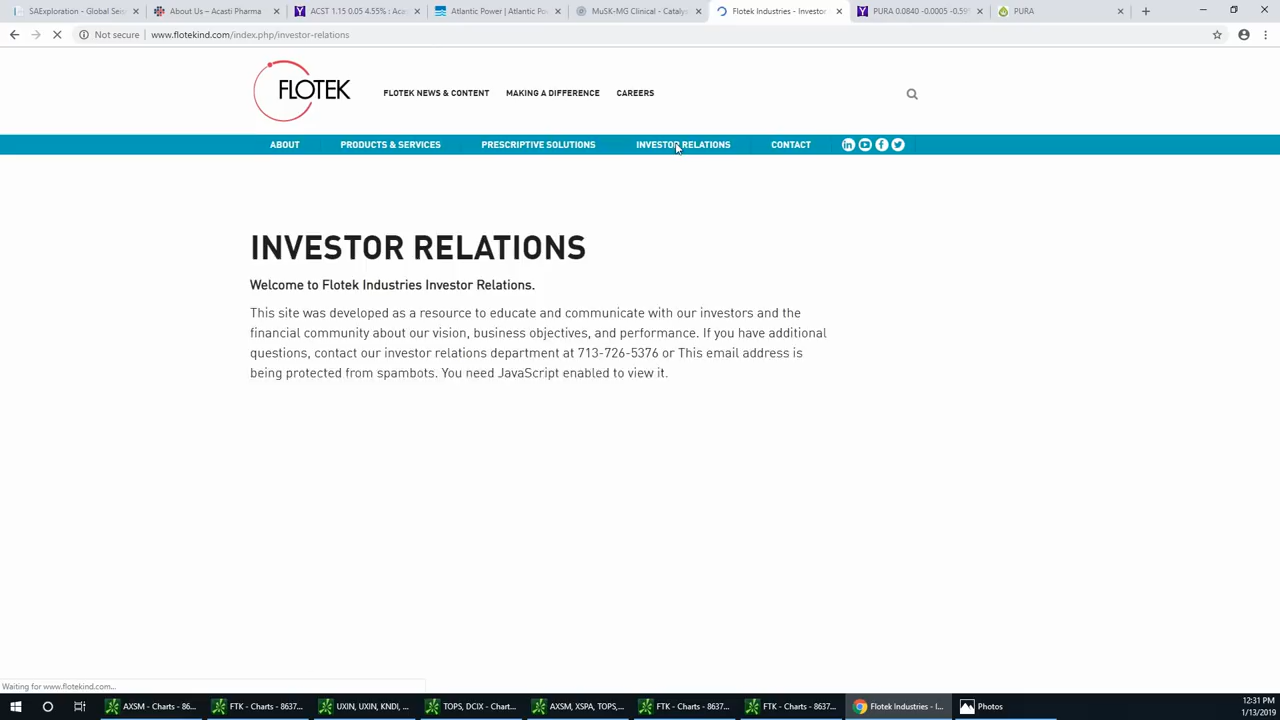 SAExploration - Global Seis
About Us – Acasti Pharma
ACST 1.15 0.05 4.55% : Aca
Atlantic Power | Atlantic Po
MuSK-MG Clinical - Catalys
Flotek Industries - Investor
PURA 0.0840 -0.0005 -0.59
PURA
Not secure | www.flotekind.com/index.php/investor-relations
FLOTEK
FLOTEK NEWS & CONTENT
MAKING A DIFFERENCE
CAREERS
ABOUT
PRODUCTS & SERVICES
PRESCRIPTIVE SOLUTIONS
INVESTOR RELATIONS
CONTACT
INVESTOR RELATIONS
Welcome to Flotek Industries Investor Relations.
This site was developed as a resource to educate and communicate with our investors and the
financial community about our vision, business objectives, and performance. If you have additional
questions, contact our investor relations department at 713-726-5376 or This email address is
being protected from spambots. You need JavaScript enabled to view it.
Waiting for www.flotekind.com...
AXSM - Charts - 86...
FTK - Charts - 8637...
UXIN, UXIN, KNDI, ...
TOPS, DCIX - Chart...
AXSM, XSPA, TOPS,...
FTK - Charts - 8637...
FTK - Charts - 8637...
Flotek Industries - I...
Photos
12:31 PM
1/13/2019